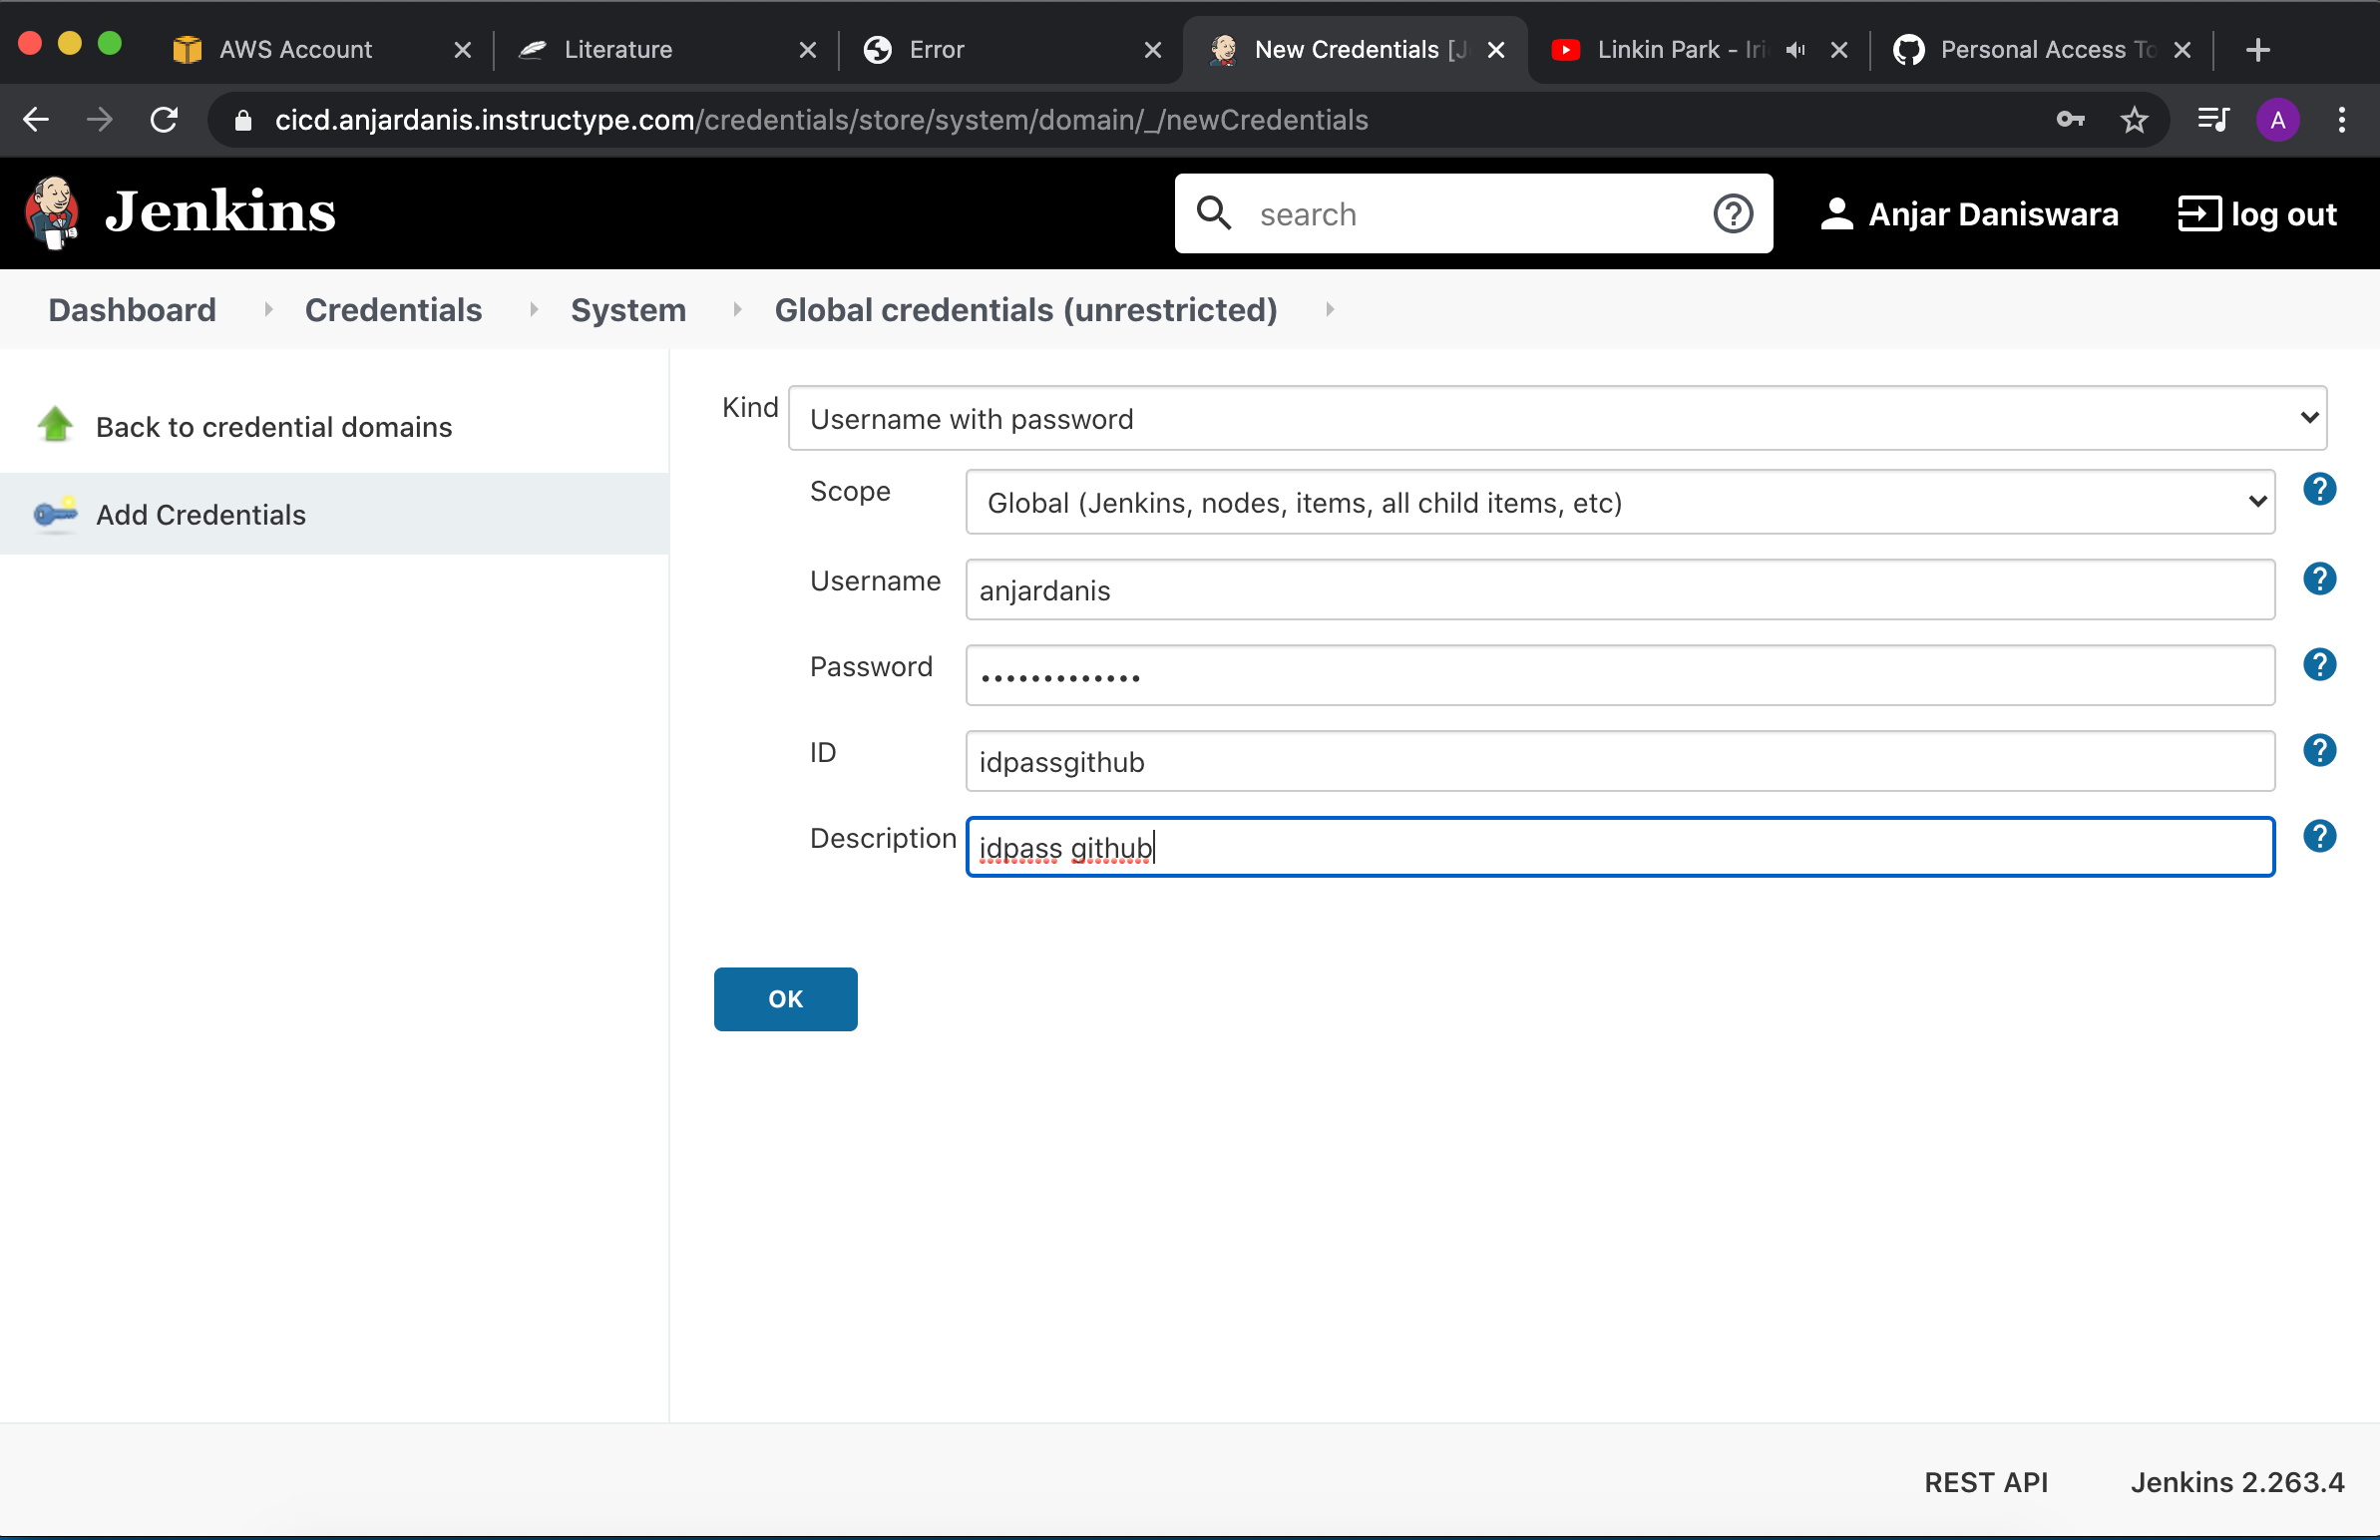 AWS Account
Literature
Error
New Credentials [J
Linkin Park - Iri
Personal Access To
cicd.anjardanis.instructype.com/credentials/store/system/domain/_/newCredentials
A
Jenkins
search
Anjar Daniswara
log out
Dashboard
Credentials
System
Global credentials (unrestricted)
Back to credential domains
Add Credentials
Kind
Username with password
Scope
Global (Jenkins, nodes, items, all child items, etc)
Username
anjardanis
Password
•••••••••••••
ID
idpassgithub
Description
idpass github
OK
REST API
Jenkins 2.263.4